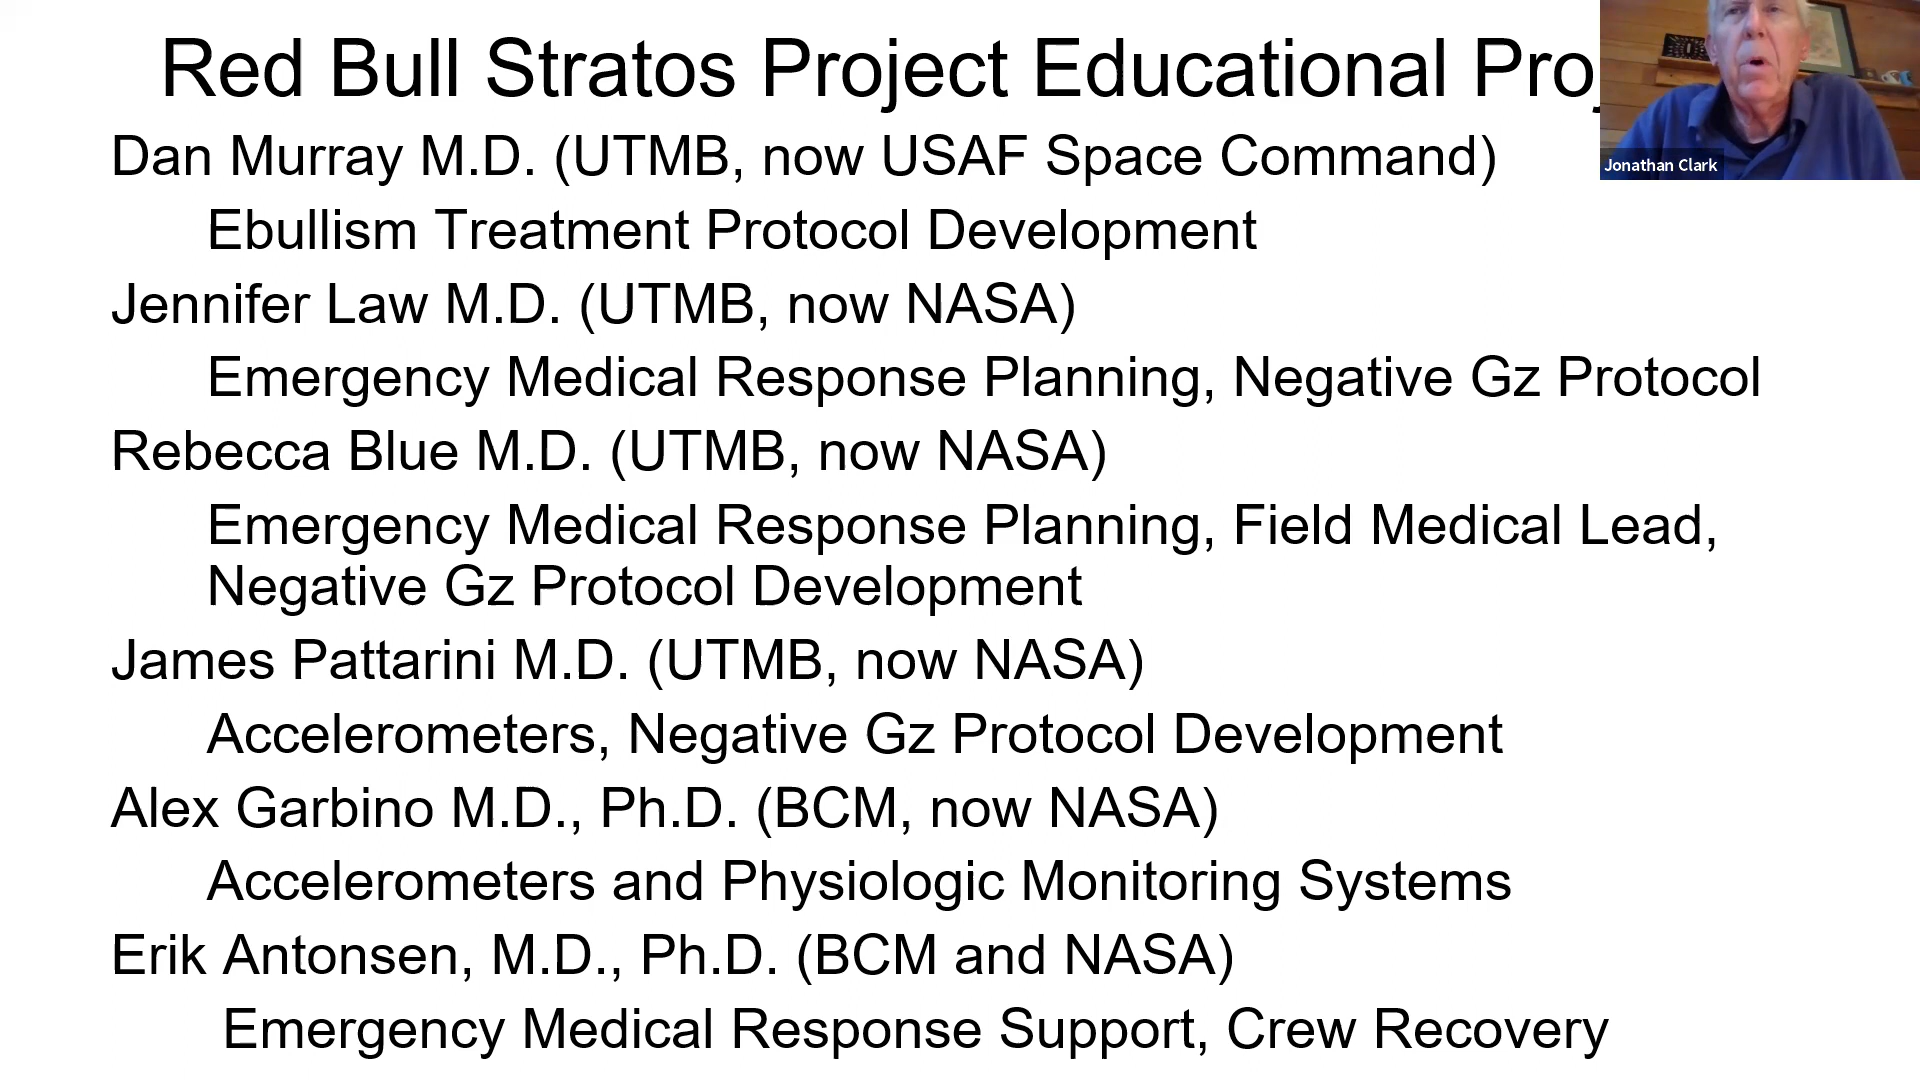 Red Bull Stratos Project Educational
Jonathan Clark
Dan Murray M.D. (UTMB, now USAF Space Command)
Ebullism Treatment Protocol Development
Jennifer Law M.D. (UTMB, now NASA)
Emergency Medical Response Planning, Negative Gz Protocol
Rebecca Blue M.D. (UTMB, now NASA)
Emergency Medical Response Planning, Field Medical Lead,
Negative Gz Protocol Development
James Pattarini M.D. (UTMB, now NASA)
Accelerometers, Negative Gz Protocol Development
Alex Garbino M.D., Ph.D. (BCM, now NASA)
Accelerometers and Physiologic Monitoring Systems
Erik Antonsen, M.D., Ph.D. (BCM and NASA)
Emergency Medical Response Support, Crew Recovery